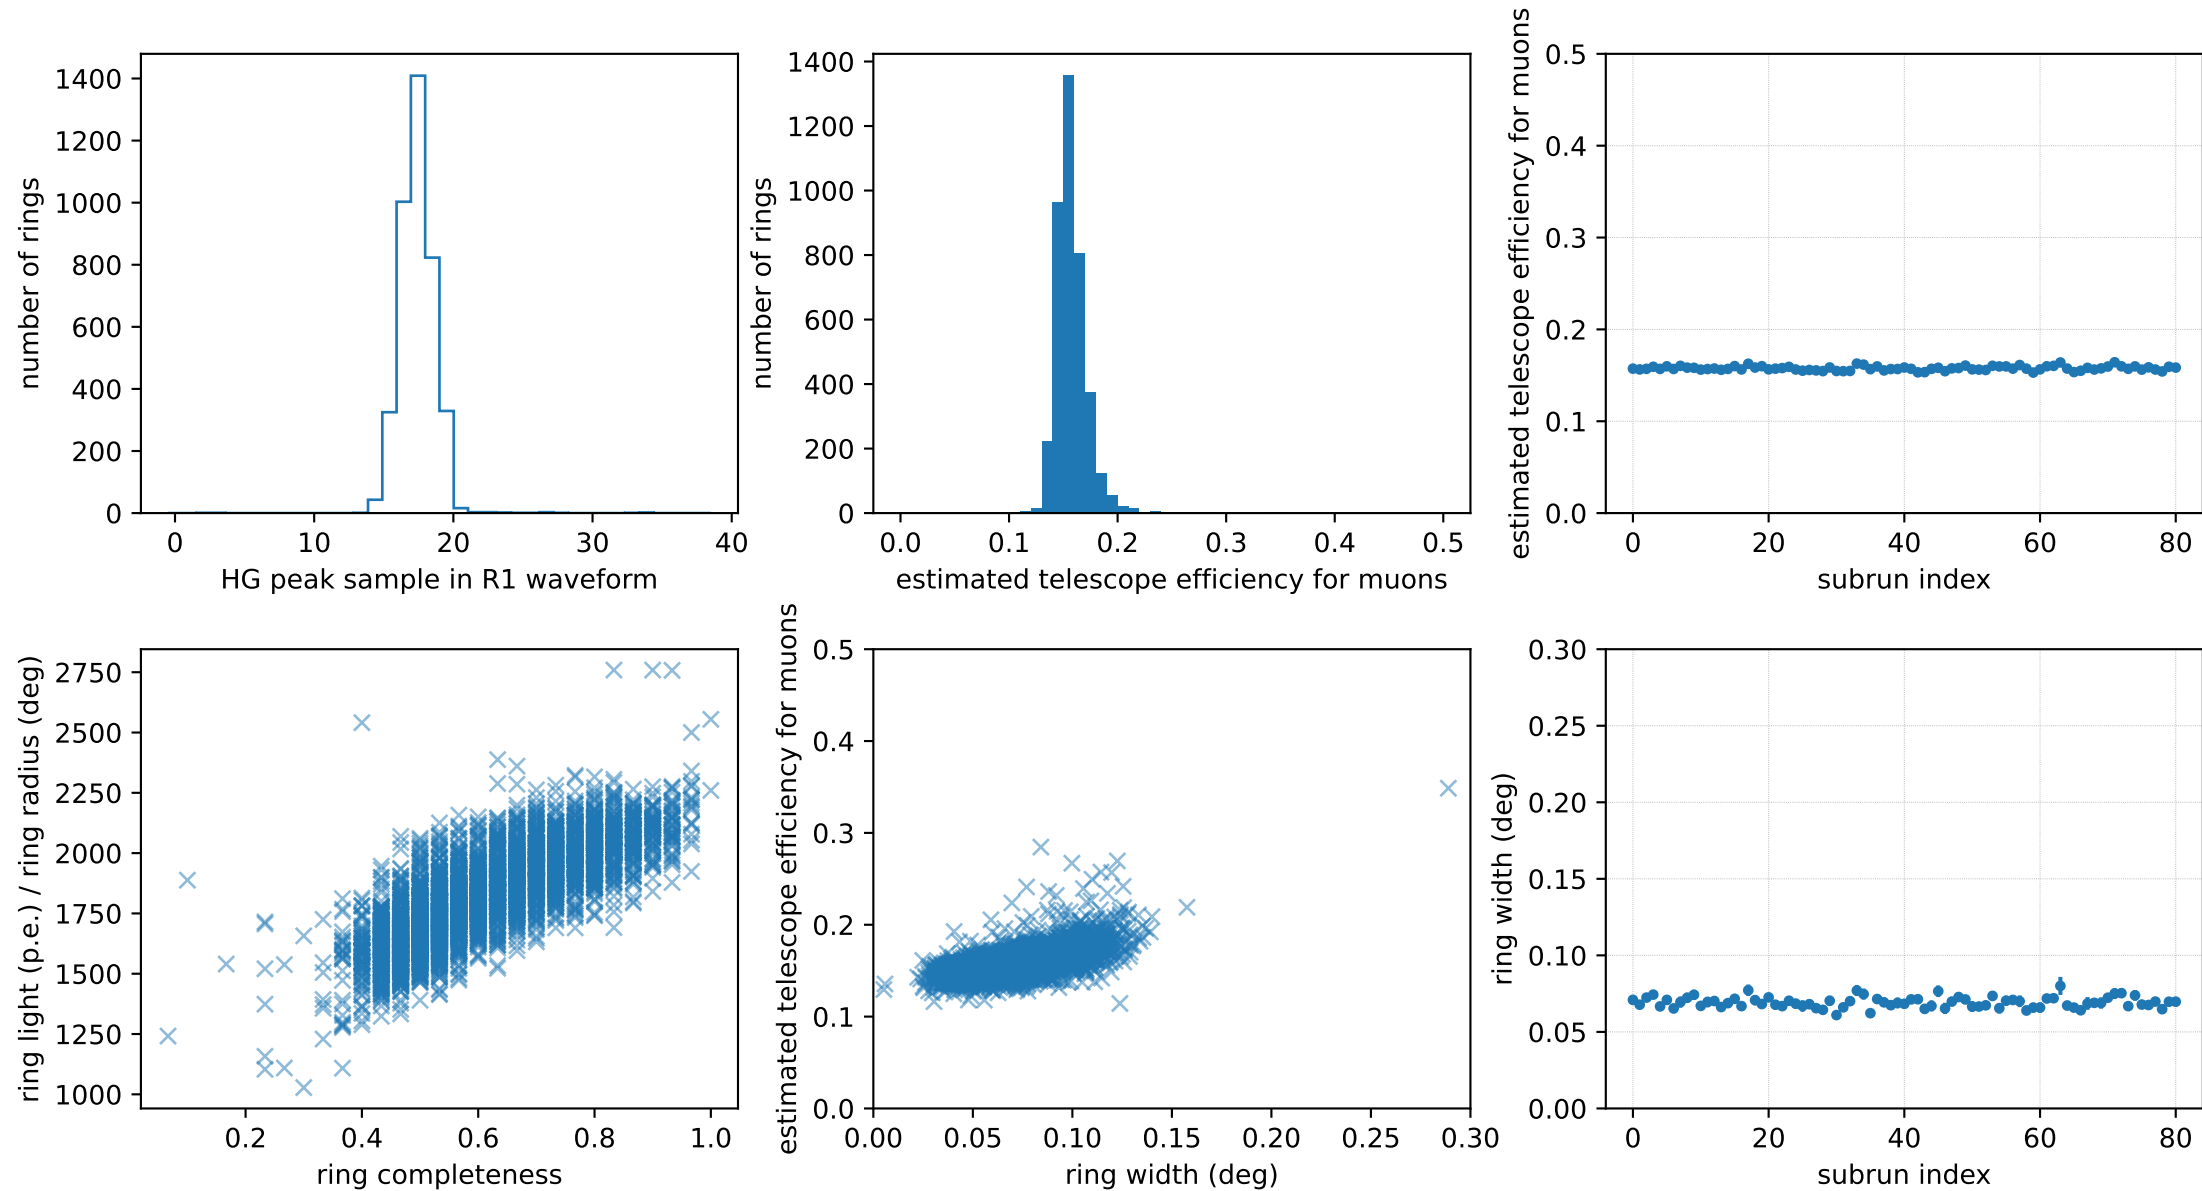 number of rings
1400
1200
1000
800
600
400
200
0
0 10 20 30 40
HG peak sample in R1 waveform
number of rings
1400
1200
1000
800
600
400
200
0
0.0 0.1 0.2 0.3 0.4 0.5
estimated telescope efficiency for muons
estimated telescope efficiency for muons
0.5
0.4
0.3
0.2
0.1
0.0
0 20 40 60 80
subrun index
ring light (p.e.) / ring radius (deg)
2750
2500
2250
2000
1750
1500
1250
1000
0.2 0.4 0.6 0.8 1.0
ring completeness
estimated telescope efficiency for muons
0.5
0.4
0.3
0.2
0.1
0.0
0.00 0.05 0.10 0.15 0.20 0.25 0.30
ring width (deg)
ring width (deg)
0.30
0.25
0.20
0.15
0.10
0.05
0.00
0 20 40 60 80
subrun index